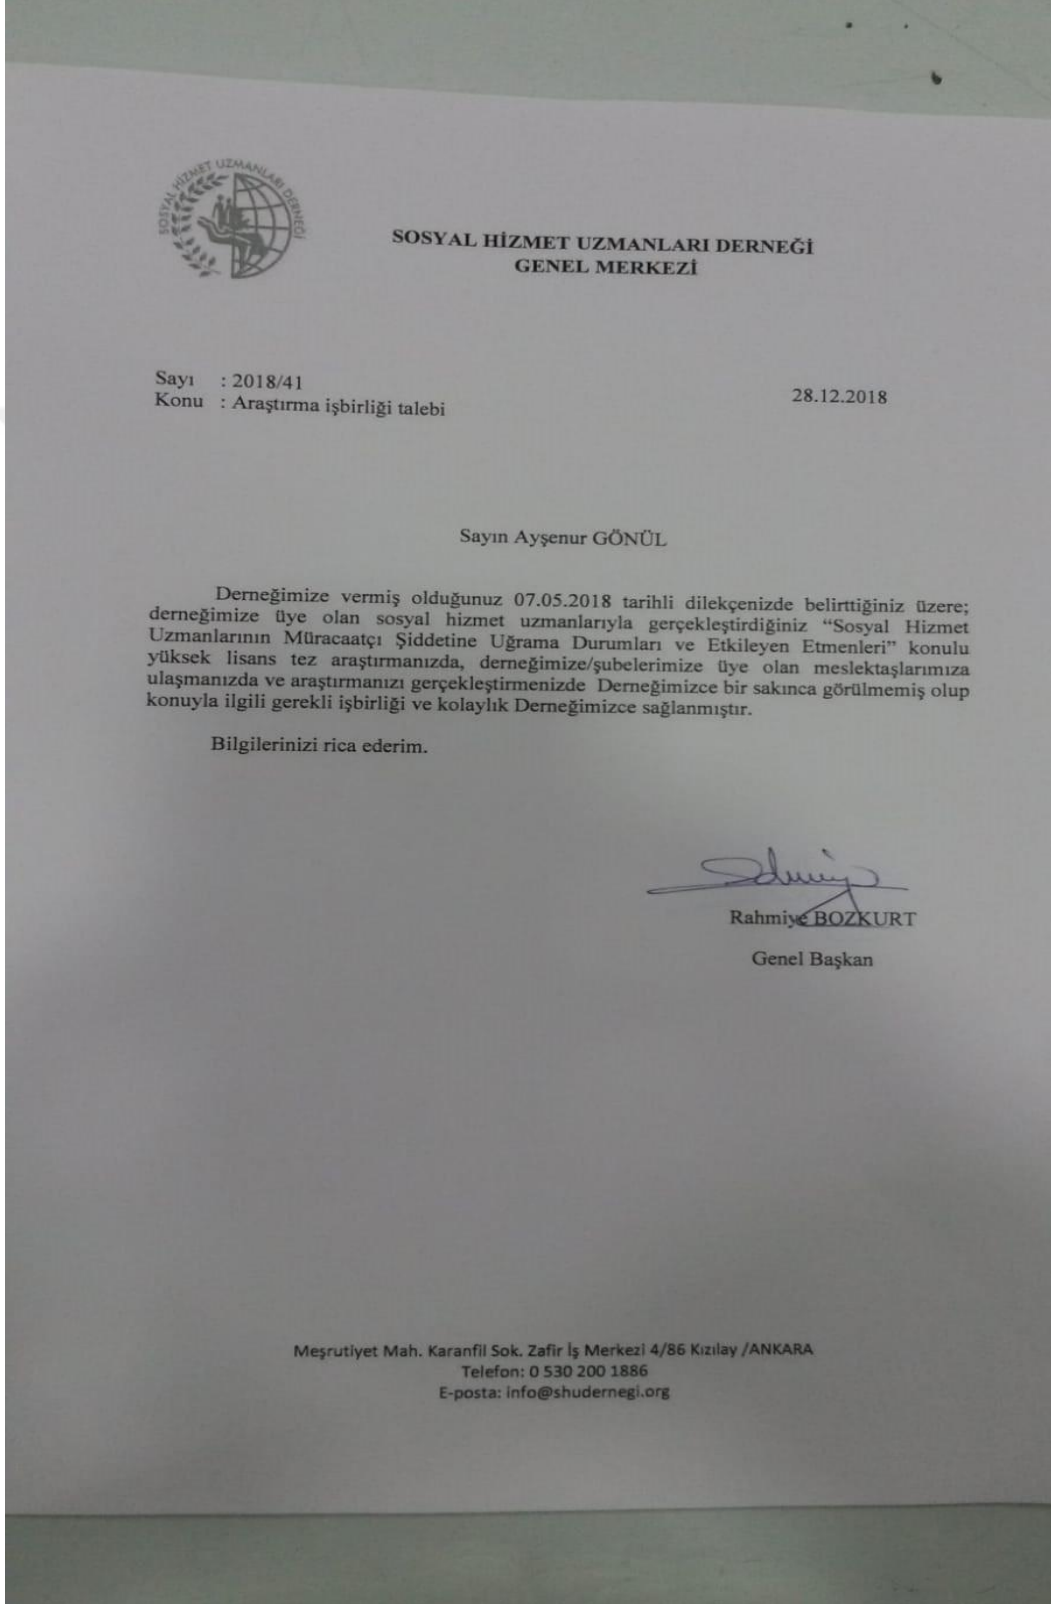 SOSYAL HİZMET UZMANLARI DERNEĞİ
SOSYAL HİZMET UZMANLARI DERNEĞİ
GENEL MERKEZİ
Sayı : 2018/41
28.12.2018
Konu : Araştırma işbirliği talebi
Sayın Ayşenur GÖNÜL
Derneğimize vermiş olduğunuz 07.05.2018 tarihli dilekçenizde belirttiğiniz üzere;
derneğimize üye olan sosyal hizmet uzmanlarıyla gerçekleştirdiğiniz “Sosyal Hizmet
Uzmanlarının Müracaatçı Şiddetine Uğrama Durumları ve Etkileyen Etmenleri” konulu
yüksek lisans tez araştırmanızda, derneğimize/şubelerimize üye olan meslektaşlarımıza
ulaşmanızda ve araştırmanızı gerçekleştirmenizde Derneğimizce bir sakınca görülmemiş olup
konuyla ilgili gerekli işbirliği ve kolaylık Derneğimizce sağlanmıştır.
Bilgilerinizi rica ederim.
Rahmiye BOZKURT
Genel Başkan
Meşrutiyet Mah. Karanfil Sok. Zafir İş Merkezi 4/86 Kızılay /ANKARA
Telefon: 0 530 200 1886
E-posta: info@shudernegi.org